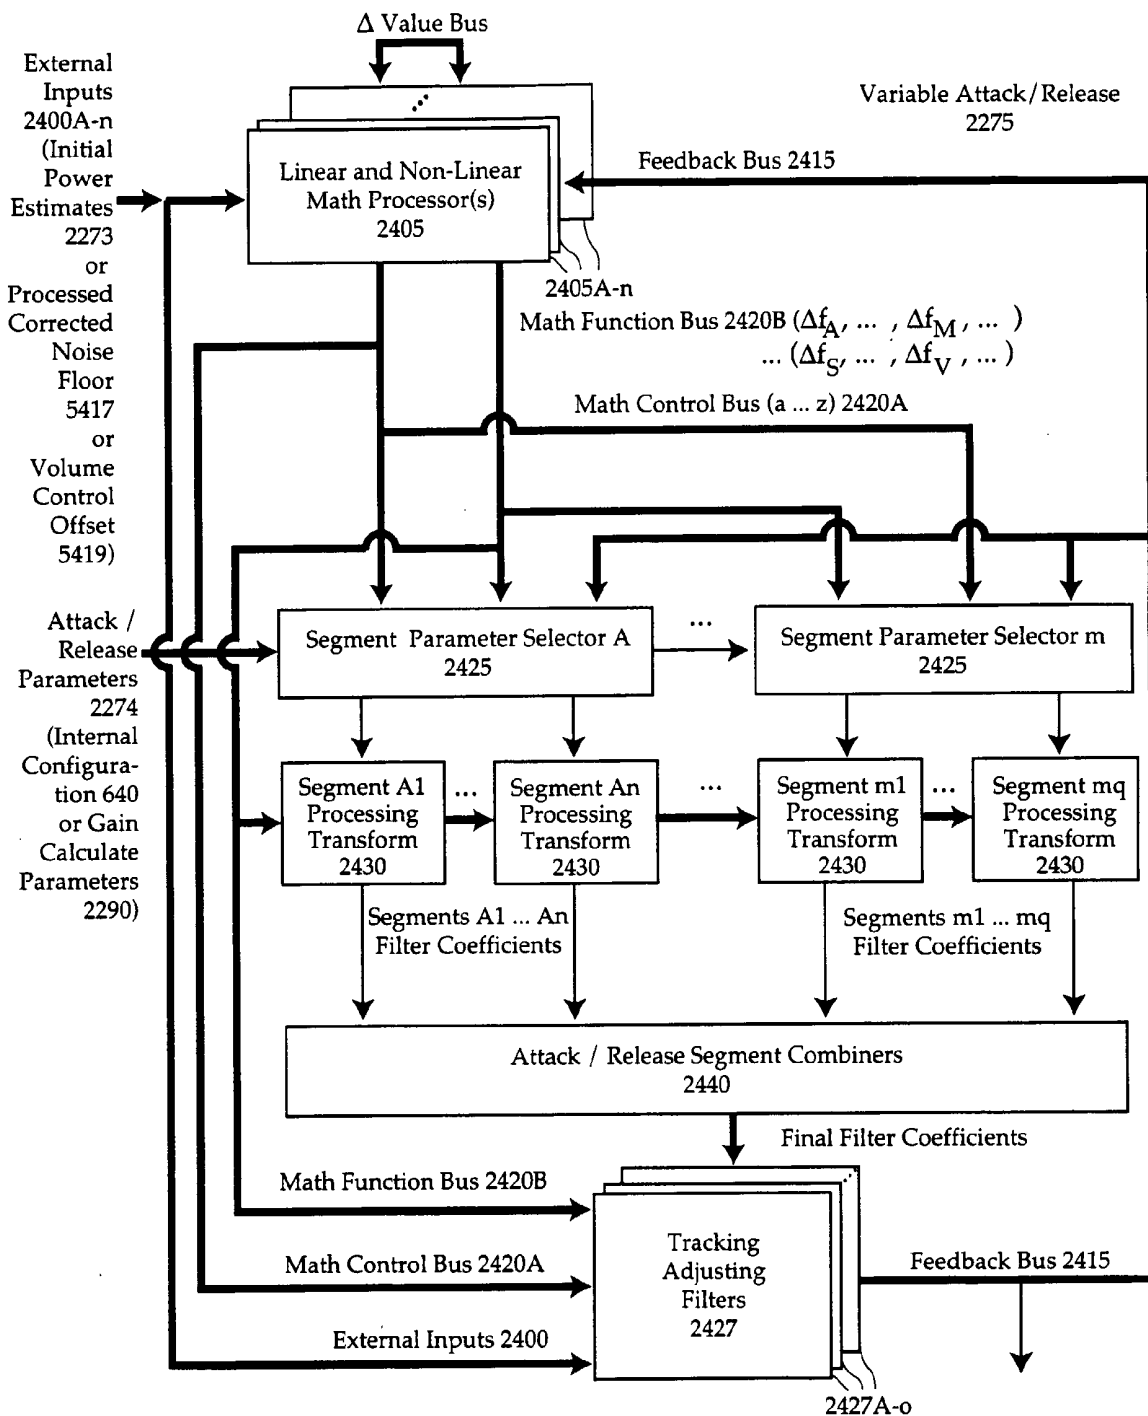 Δ Value Bus
External
Inputs
2400A-n
(Initial
Power
Estimates
2273
or
Processed
Corrected
Noise
Floor
5417
or
Volume
Control
Offset
5419)
Variable Attack/Release
2275
Feedback Bus 2415
Linear and Non-Linear
Math Processor(s)
2405
2405A-n
Math Function Bus 2420B (Δf_A, ... , Δf_M, ... )
... (Δf_S, ... , Δf_V, ... )
Math Control Bus (a ... z) 2420A
Attack /
Release
Parameters
2274
(Internal
Configura-
tion 640
or Gain
Calculate
Parameters
2290)
Segment Parameter Selector A
2425
...
Segment Parameter Selector m
2425
Segment A1
Processing
Transform
2430
...
Segment An
Processing
Transform
2430
...
Segment m1
Processing
Transform
2430
...
Segment mq
Processing
Transform
2430
Segments A1 ... An
Filter Coefficients
Segments m1 ... mq
Filter Coefficients
Attack / Release Segment Combiners
2440
Final Filter Coefficients
Math Function Bus 2420B
Math Control Bus 2420A
External Inputs 2400
Tracking
Adjusting
Filters
2427
Feedback Bus 2415
2427A-o